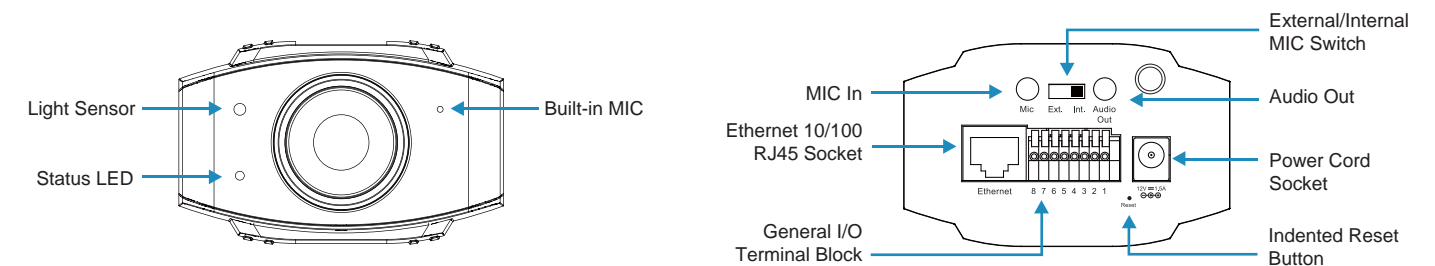 Light Sensor
Status LED
Built-in MIC
External/Internal
MIC Switch
MIC In
Audio Out
Ethernet 10/100
RJ45 Socket
Power Cord
Socket
General I/O
Terminal Block
Indented Reset
Button
Mic
Ext.
Int.
Audio
Out
Ethernet
8 7 6 5 4 3 2 1
12V 1,5A
Reset